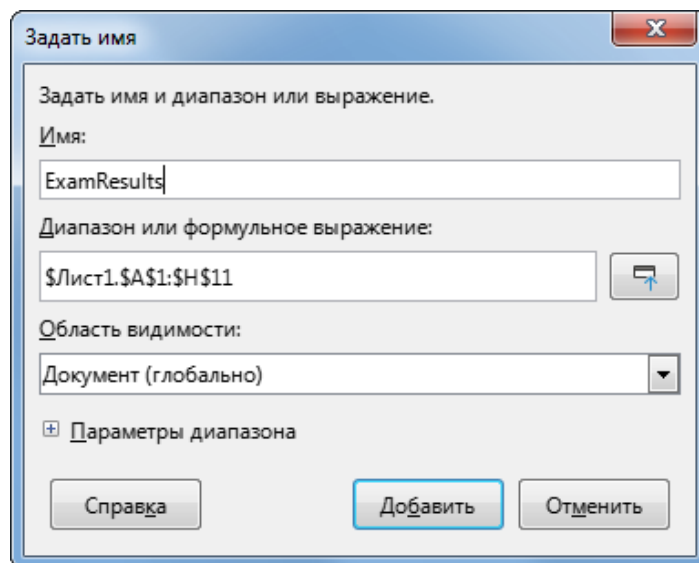 Задать имя
Задать имя и диапазон или выражение.
Имя:
ExamResults
Диапазон или формульное выражение:
$Лист1.$A$1:$H$11
Область видимости:
Документ (глобально)
Параметры диапазона
Справка Добавить Отменить